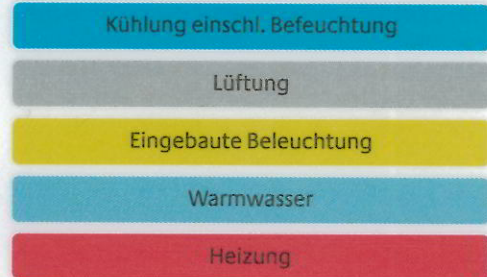 Kühlung einschl. Befeuchtung
Lüftung
Eingebaute Beleuchtung
Warmwasser
Heizung